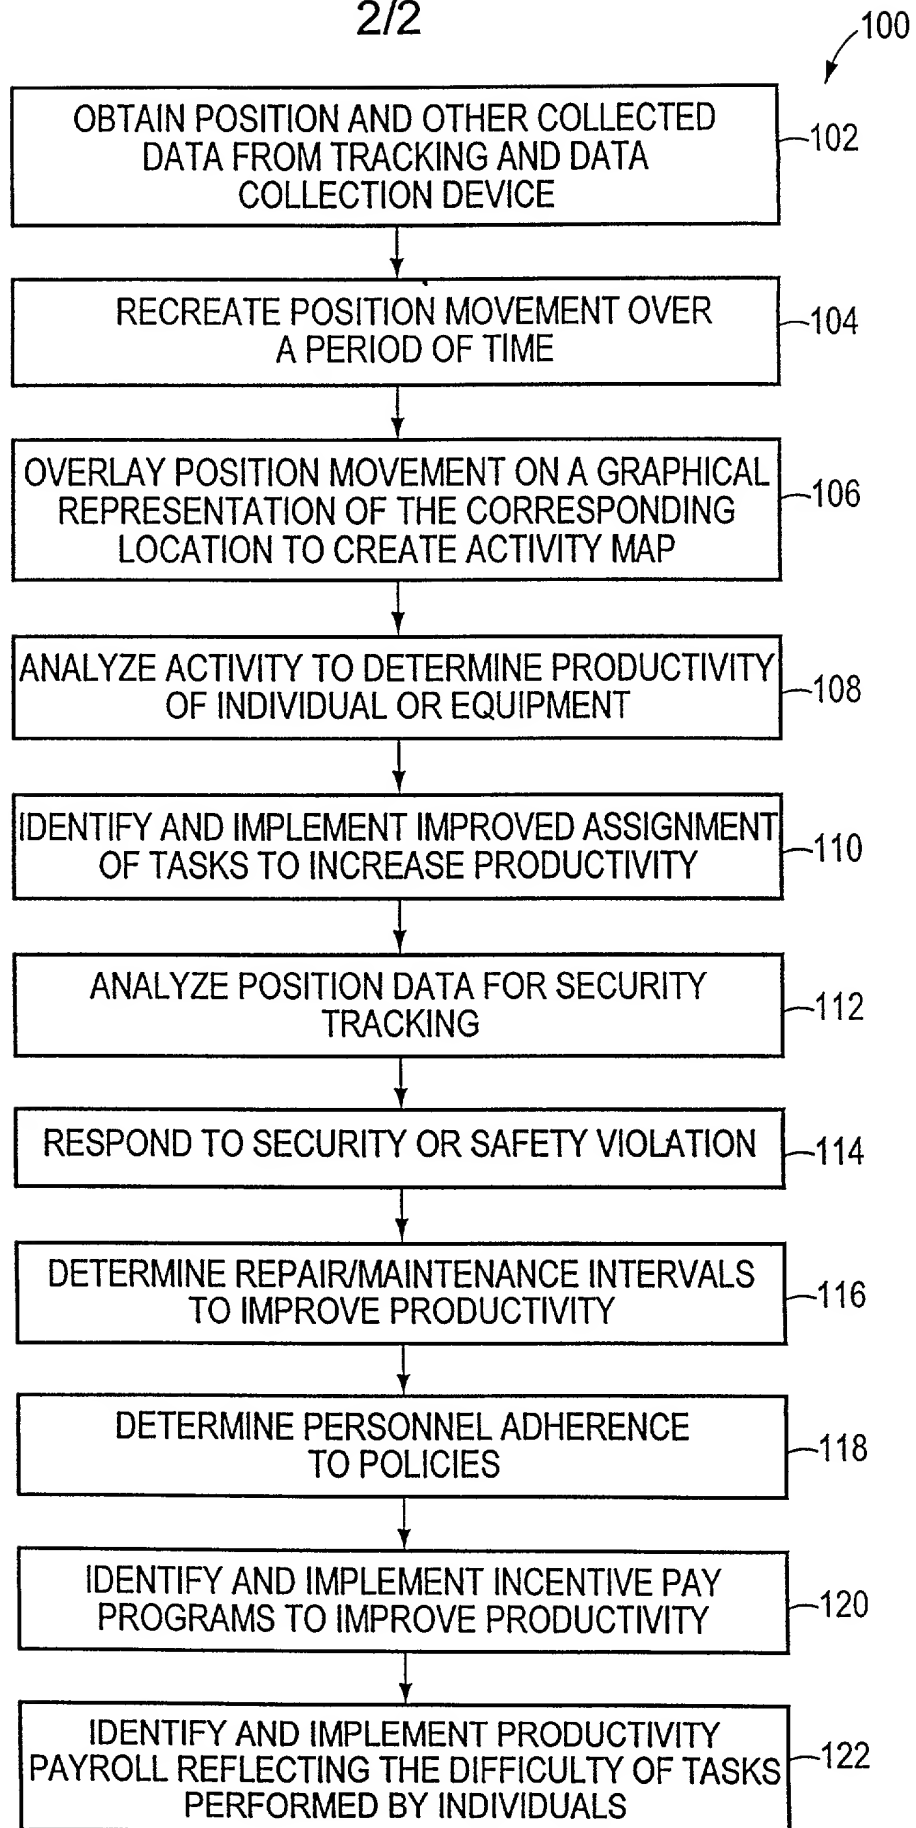 2/2
100
OBTAIN POSITION AND OTHER COLLECTED
DATA FROM TRACKING AND DATA
COLLECTION DEVICE
102
RECREATE POSITION MOVEMENT OVER
A PERIOD OF TIME
104
OVERLAY POSITION MOVEMENT ON A GRAPHICAL
REPRESENTATION OF THE CORRESPONDING
LOCATION TO CREATE ACTIVITY MAP
106
ANALYZE ACTIVITY TO DETERMINE PRODUCTIVITY
OF INDIVIDUAL OR EQUIPMENT
108
IDENTIFY AND IMPLEMENT IMPROVED ASSIGNMENT
OF TASKS TO INCREASE PRODUCTIVITY
110
ANALYZE POSITION DATA FOR SECURITY
TRACKING
112
RESPOND TO SECURITY OR SAFETY VIOLATION
114
DETERMINE REPAIR/MAINTENANCE INTERVALS
TO IMPROVE PRODUCTIVITY
116
DETERMINE PERSONNEL ADHERENCE
TO POLICIES
118
IDENTIFY AND IMPLEMENT INCENTIVE PAY
PROGRAMS TO IMPROVE PRODUCTIVITY
120
IDENTIFY AND IMPLEMENT PRODUCTIVITY
PAYROLL REFLECTING THE DIFFICULTY OF TASKS
PERFORMED BY INDIVIDUALS
122